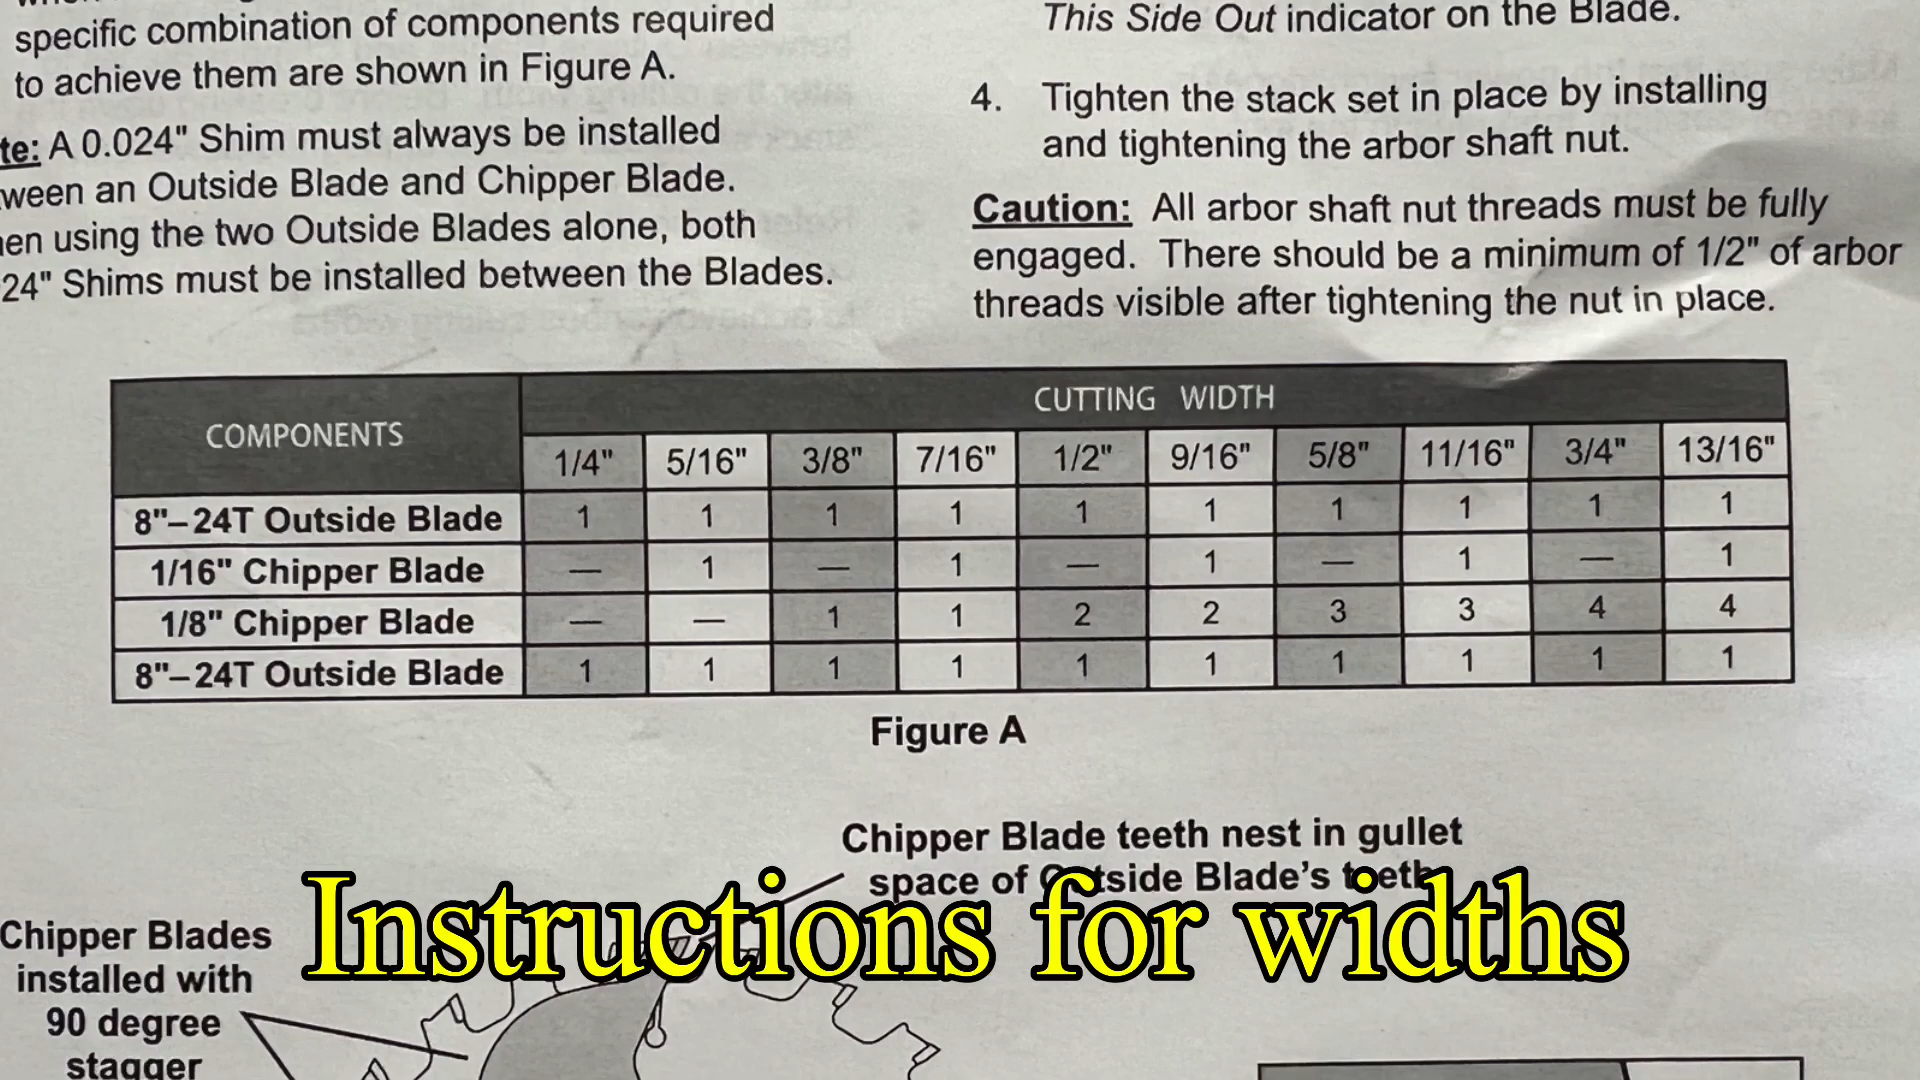 specific combination of components required
to achieve them are shown in Figure A.
te: A 0.024" Shim must always be installed
ween an Outside Blade and Chipper Blade.
en using the two Outside Blades alone, both
24" Shims must be installed between the Blades.
This Side Out indicator on the Blade.
4. Tighten the stack set in place by installing
and tightening the arbor shaft nut.
Caution: All arbor shaft nut threads must be fully
engaged. There should be a minimum of 1/2" of arbor
threads visible after tightening the nut in place.
COMPONENTS CUTTING WIDTH
1/4" 5/16" 3/8" 7/16" 1/2" 9/16" 5/8" 11/16" 3/4" 13/16"
8"–24T Outside Blade 1 1 1 1 1 1 1 1 1 1
1/16" Chipper Blade — 1 — 1 — 1 — 1 — 1
1/8" Chipper Blade — — 1 1 2 2 3 3 4 4
8"–24T Outside Blade 1 1 1 1 1 1 1 1 1 1
Figure A
Chipper Blade teeth nest in gullet
space of Outside Blade's teeth
Instructions for widths
Chipper Blades
installed with
90 degree
stagger